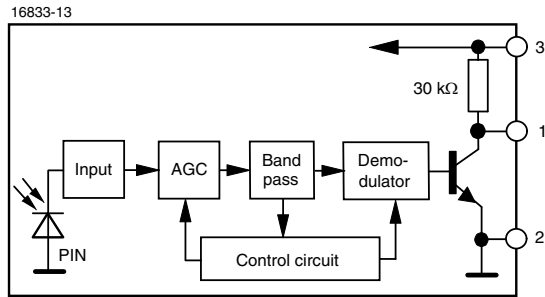 16833-13
3
30 kΩ
1
Input
AGC
Band
pass
Demo-
dulator
2
PIN
Control circuit